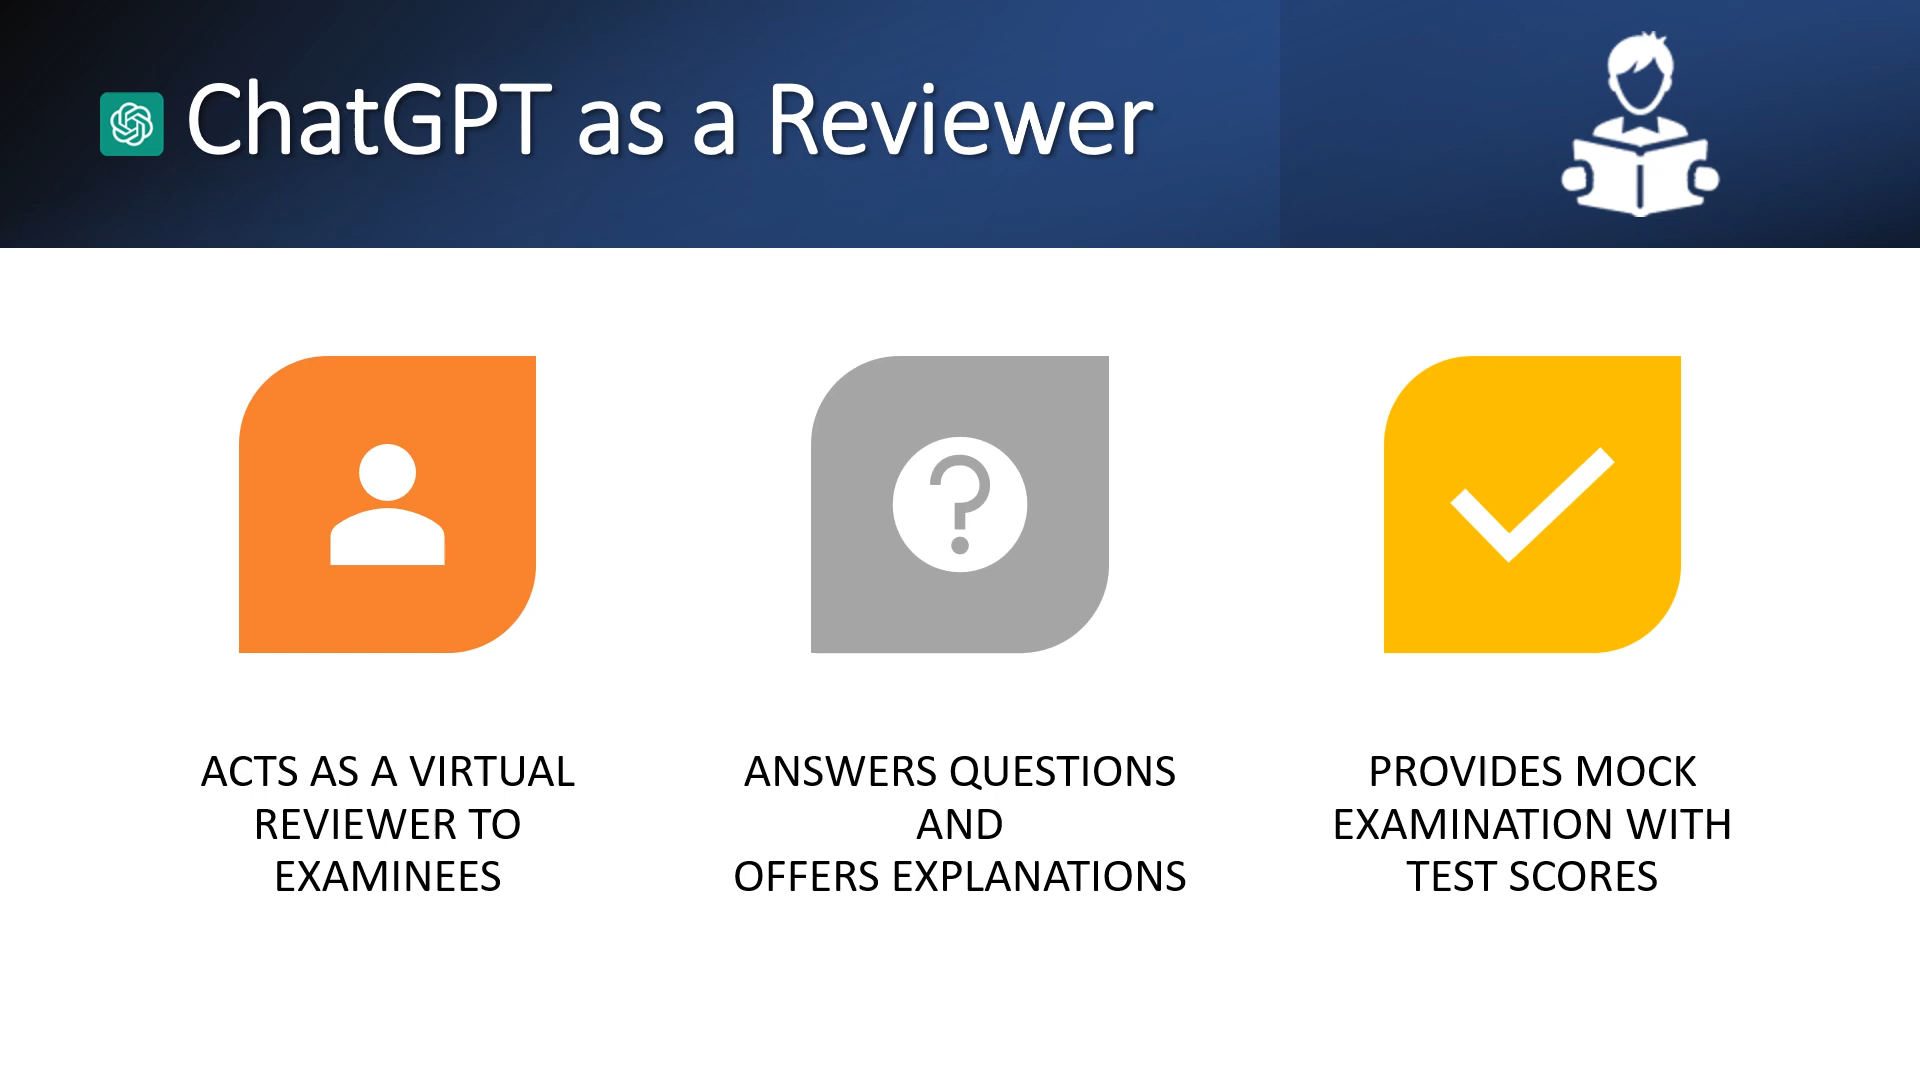 ChatGPT as a Reviewer
ACTS AS A VIRTUAL
REVIEWER TO
EXAMINEES
ANSWERS QUESTIONS
AND
OFFERS EXPLANATIONS
PROVIDES MOCK
EXAMINATION WITH
TEST SCORES